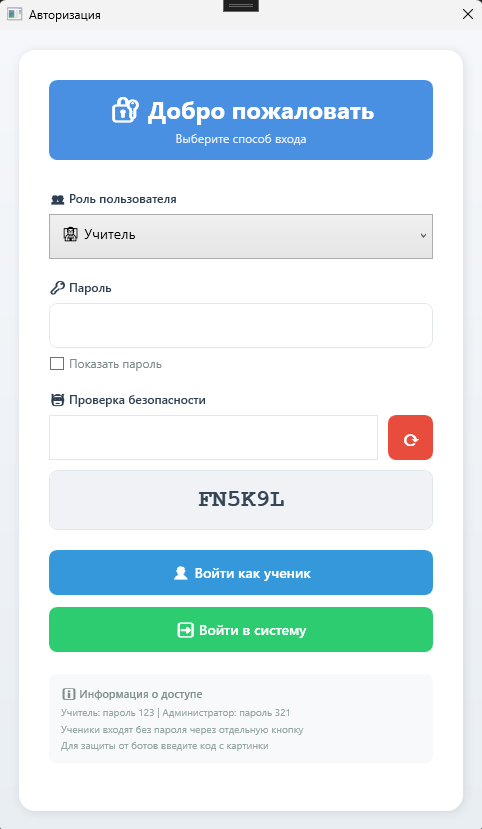 Авторизация
Добро пожаловать
Выберите способ входа
Роль пользователя
Учитель
Пароль
Показать пароль
Проверка безопасности
FN5K9L
Войти как ученик
Войти в систему
Информация о доступе
Учитель: пароль 123 | Администратор: пароль 321
Ученики входят без пароля через отдельную кнопку
Для защиты от ботов введите код с картинки